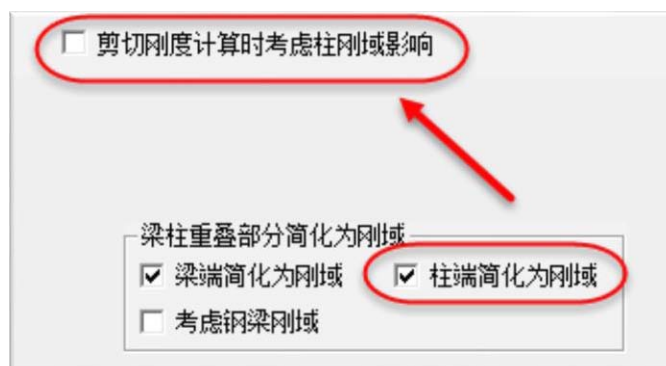 剪切刚度计算时考虑柱刚域影响
梁柱重叠部分简化为刚域
梁端简化为刚域 柱端简化为刚域
考虑钢梁刚域